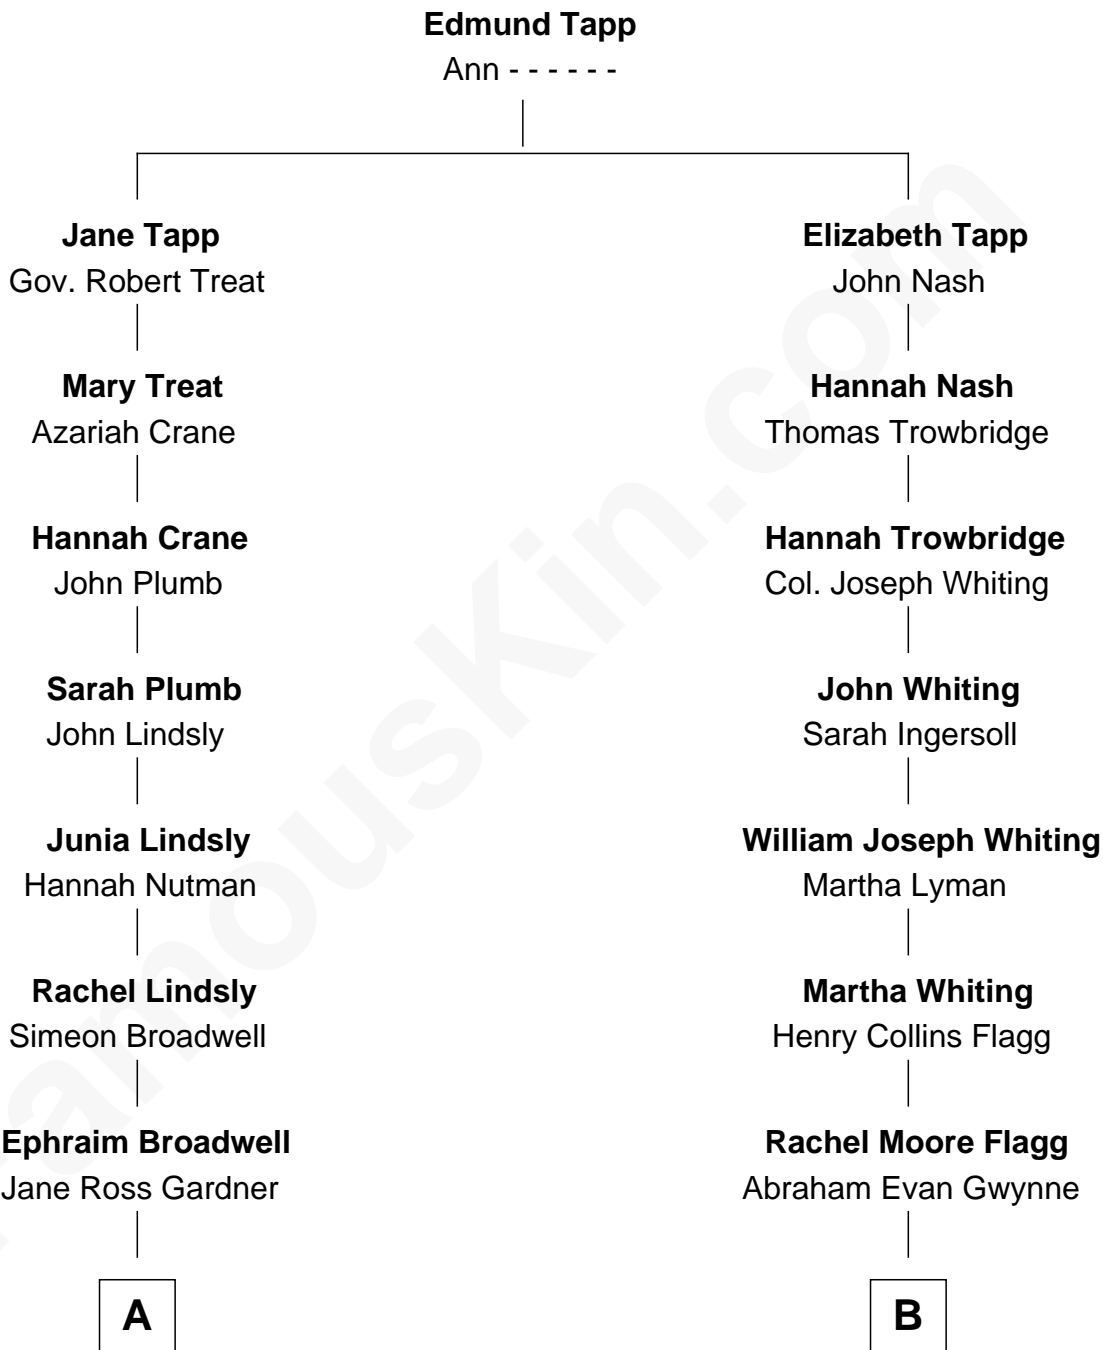 Edmund Tapp
Ann - - - - - -
Jane Tapp
Gov. Robert Treat
Mary Treat
Azariah Crane
Hannah Crane
John Plumb
Sarah Plumb
John Lindsly
Junia Lindsly
Hannah Nutman
Rachel Lindsly
Simeon Broadwell
Ephraim Broadwell
Jane Ross Gardner
A
Elizabeth Tapp
John Nash
Hannah Nash
Thomas Trowbridge
Hannah Trowbridge
Col. Joseph Whiting
John Whiting
Sarah Ingersoll
William Joseph Whiting
Martha Lyman
Martha Whiting
Henry Collins Flagg
Rachel Moore Flagg
Abraham Evan Gwynne
B
FamousKin.com